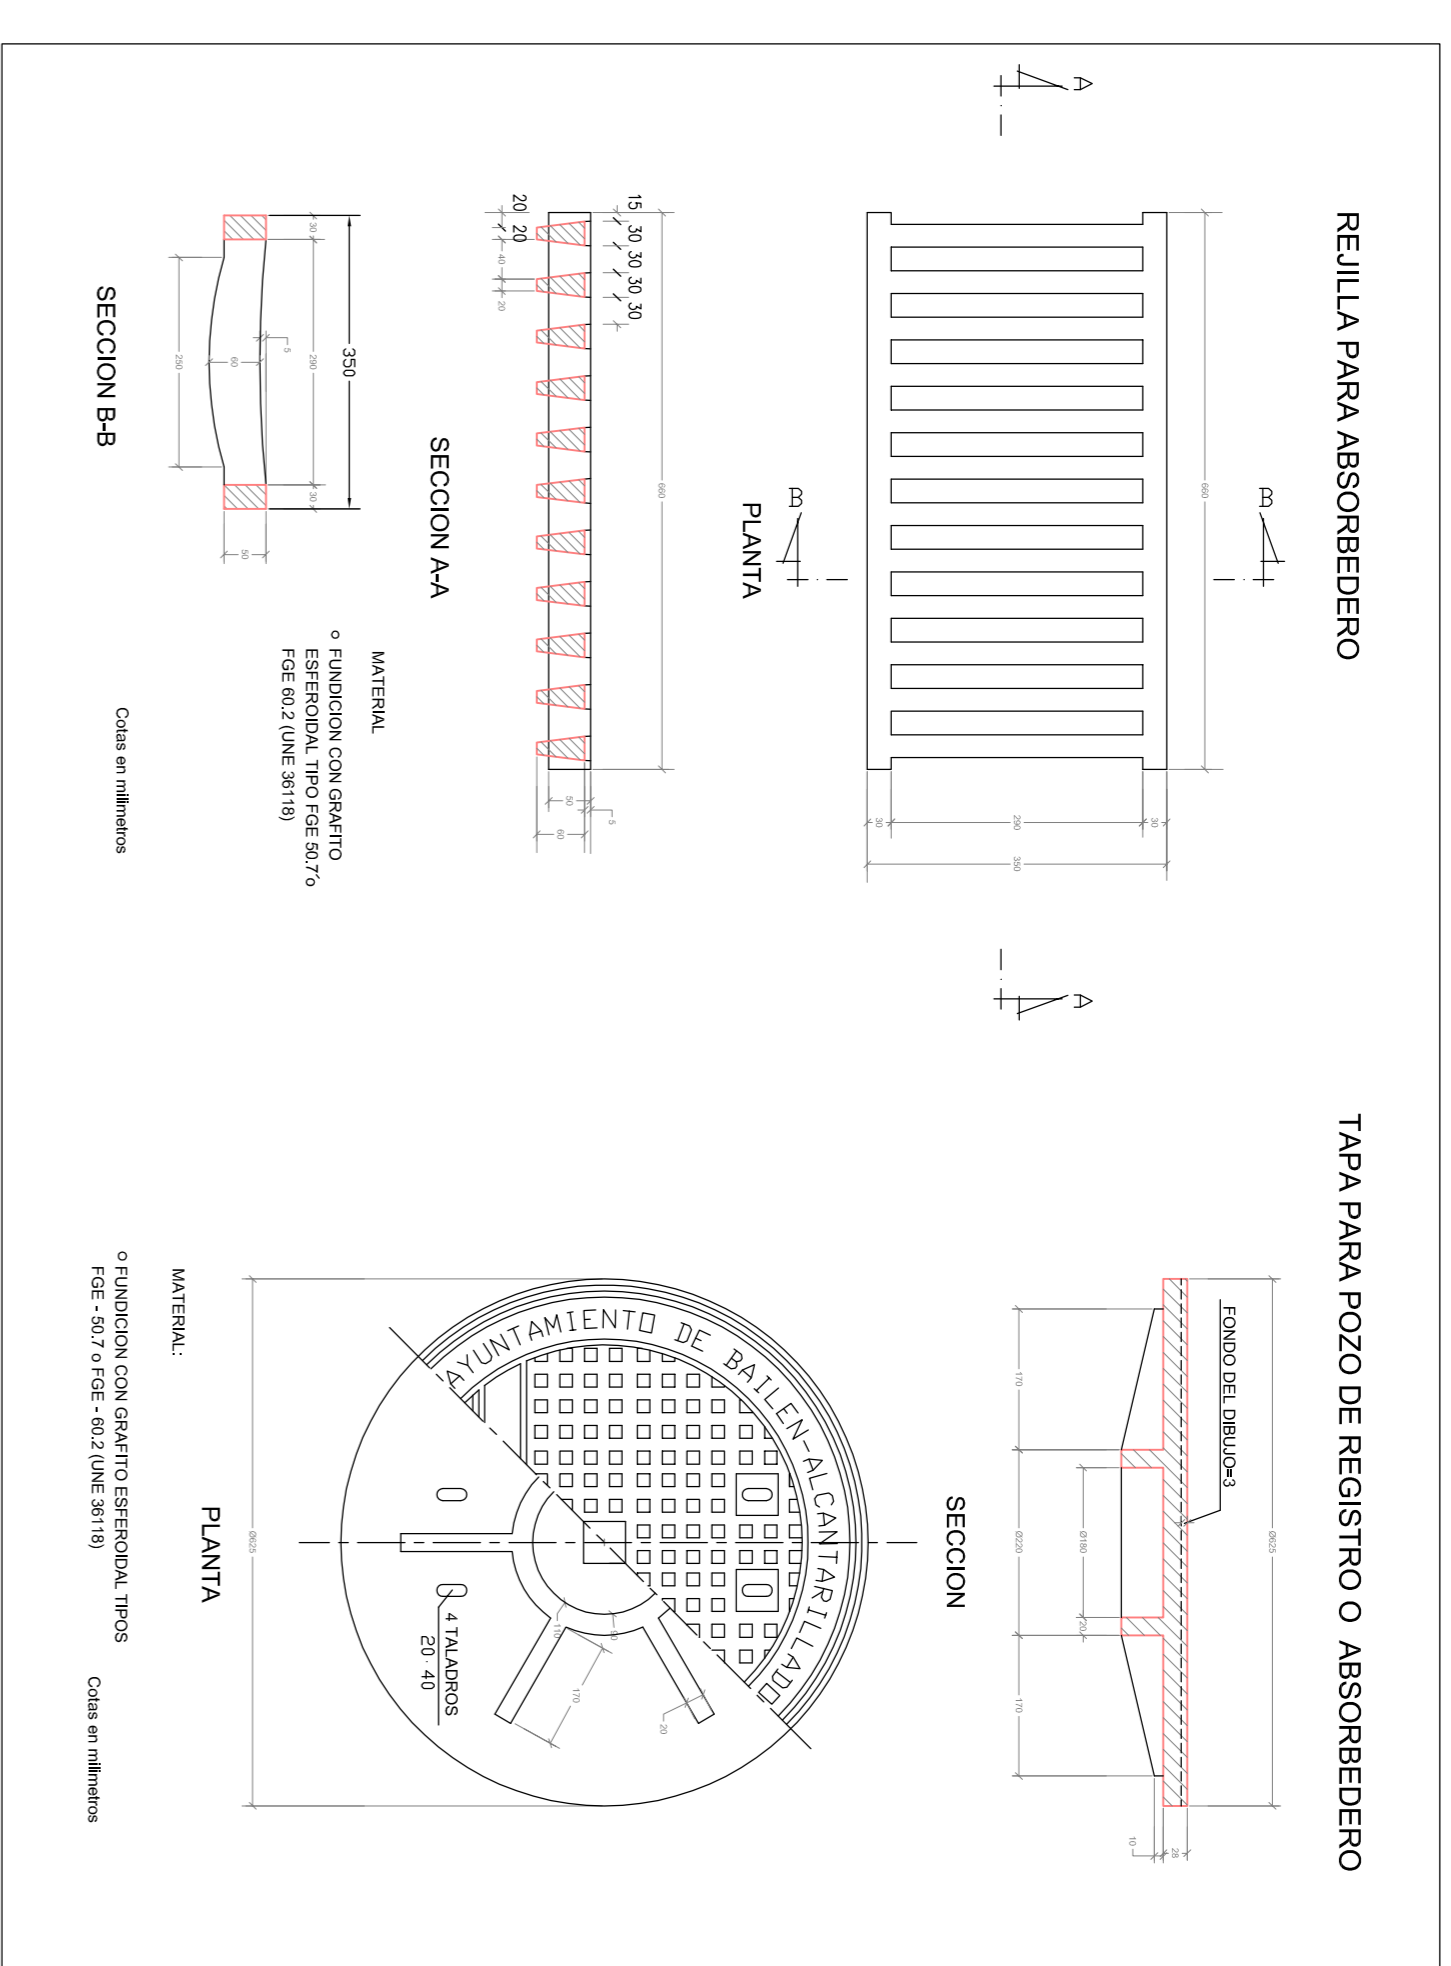 REJILLA PARA ABSORBEDERO
660
B
B
A
A
30
290
30
350
PLANTA
660
15
30
30
30
30
20
20
40
20
50
5
60
SECCION A-A
350
30
290
30
5
60
250
50
SECCION B-B
MATERIAL
FUNDICION CON GRAFITO
ESFEROIDAL TIPO FGE 50.7´o
FGE 60.2 (UNE 36118)
Cotas en milimetros
TAPA PARA POZO DE REGISTRO O ABSORBEDERO
Ø625
FONDO DEL DIBUJO=3
Ø180
20
170
Ø220
170
10
28
SECCION
AYUNTAMIENTO DE BAILEN-ALCANTARILLADO
90
110
170
20
4 TALADROS
20·40
Ø625
PLANTA
MATERIAL:
FUNDICION CON GRAFITO ESFEROIDAL TIPOS
FGE - 50.7 o FGE - 60.2 (UNE 36118)
Cotas en milimetros